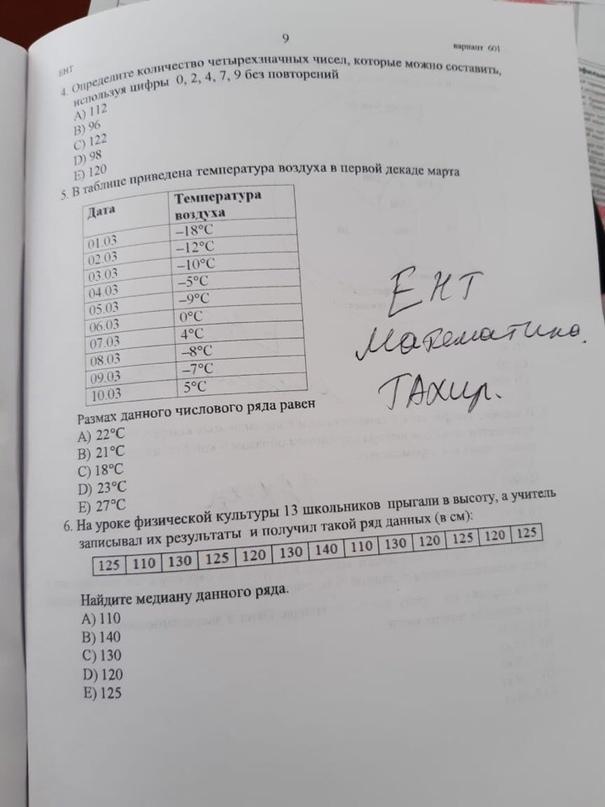 9
ЕНТ
вариант 601
4. Определите количество четырехзначных чисел, которые можно составить,
используя цифры 0, 2, 4, 7, 9 без повторений
A) 112
B) 96
C) 122
D) 98
E) 120
5. В таблице приведена температура воздуха в первой декаде марта
Дата Температура воздуха
01.03 –18°C
02.03 –12°C
03.03 –10°C
04.03 –5°C
05.03 –9°C
06.03 0°C
07.03 4°C
08.03 –8°C
09.03 –7°C
10.03 5°C
ЕНТ
Математика.
ТАхир.
Размах данного числового ряда равен
A) 22°C
B) 21°C
C) 18°C
D) 23°C
E) 27°C
6. На уроке физической культуры 13 школьников прыгали в высоту, а учитель
записывал их результаты и получил такой ряд данных (в см):
125 110 130 125 120 130 140 110 130 120 125 120 125
Найдите медиану данного ряда.
A) 110
B) 140
C) 130
D) 120
E) 125